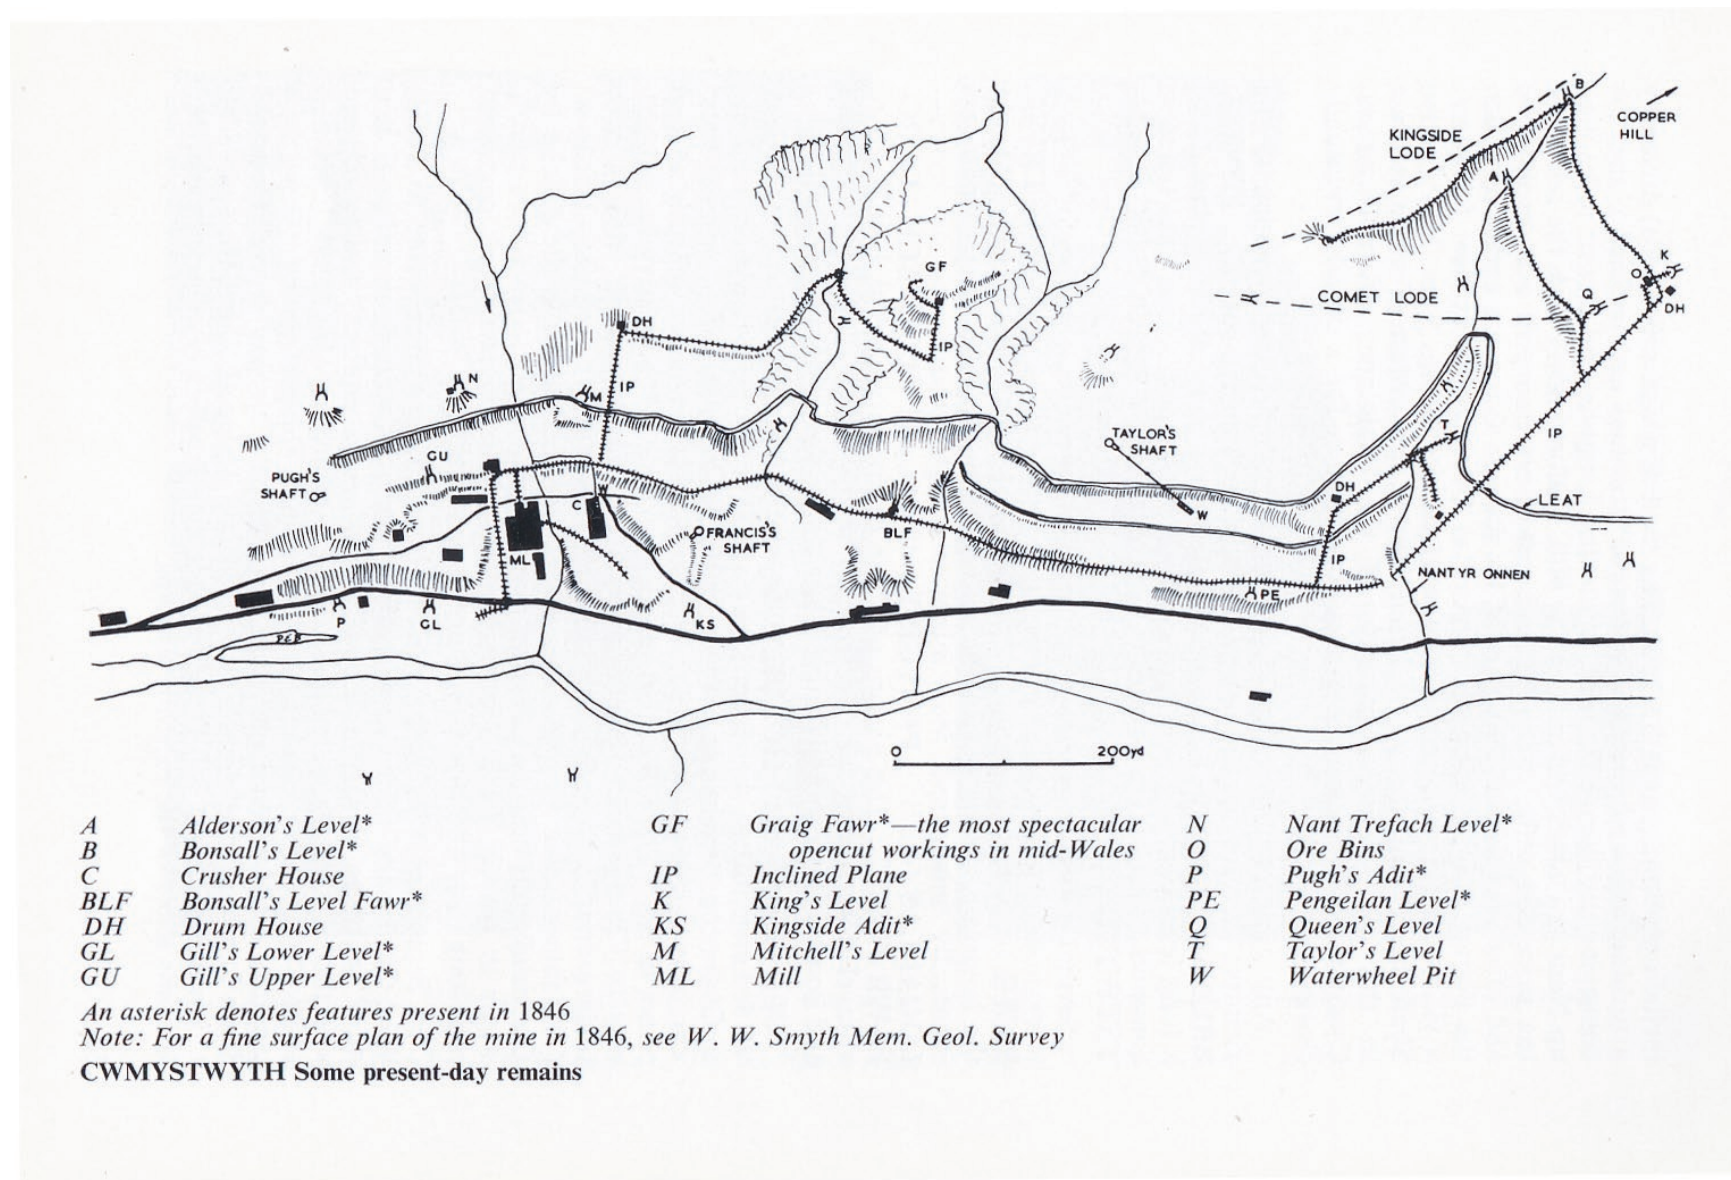 B
COPPER
HILL
KINGSIDE
LODE
A
K
O
GF
Q
COMET LODE
DH
DH
IP
IP
N
M
T
IP
TAYLOR'S
SHAFT
GU
PUGH'S
SHAFT
DH
LEAT
W
C
W
FRANCIS'S
SHAFT
BLF
ML
IP
NANT YR ONNEN
PE
P
GL
KS
0 200yd
A Alderson's Level*
B Bonsall's Level*
C Crusher House
BLF Bonsall's Level Fawr*
DH Drum House
GL Gill's Lower Level*
GU Gill's Upper Level*
GF Graig Fawr*—the most spectacular
opencut workings in mid-Wales
IP Inclined Plane
K King's Level
KS Kingside Adit*
M Mitchell's Level
ML Mill
N Nant Trefach Level*
O Ore Bins
P Pugh's Adit*
PE Pengeilan Level*
Q Queen's Level
T Taylor's Level
W Waterwheel Pit
An asterisk denotes features present in 1846
Note: For a fine surface plan of the mine in 1846, see W. W. Smyth Mem. Geol. Survey
CWMYSTWYTH Some present-day remains